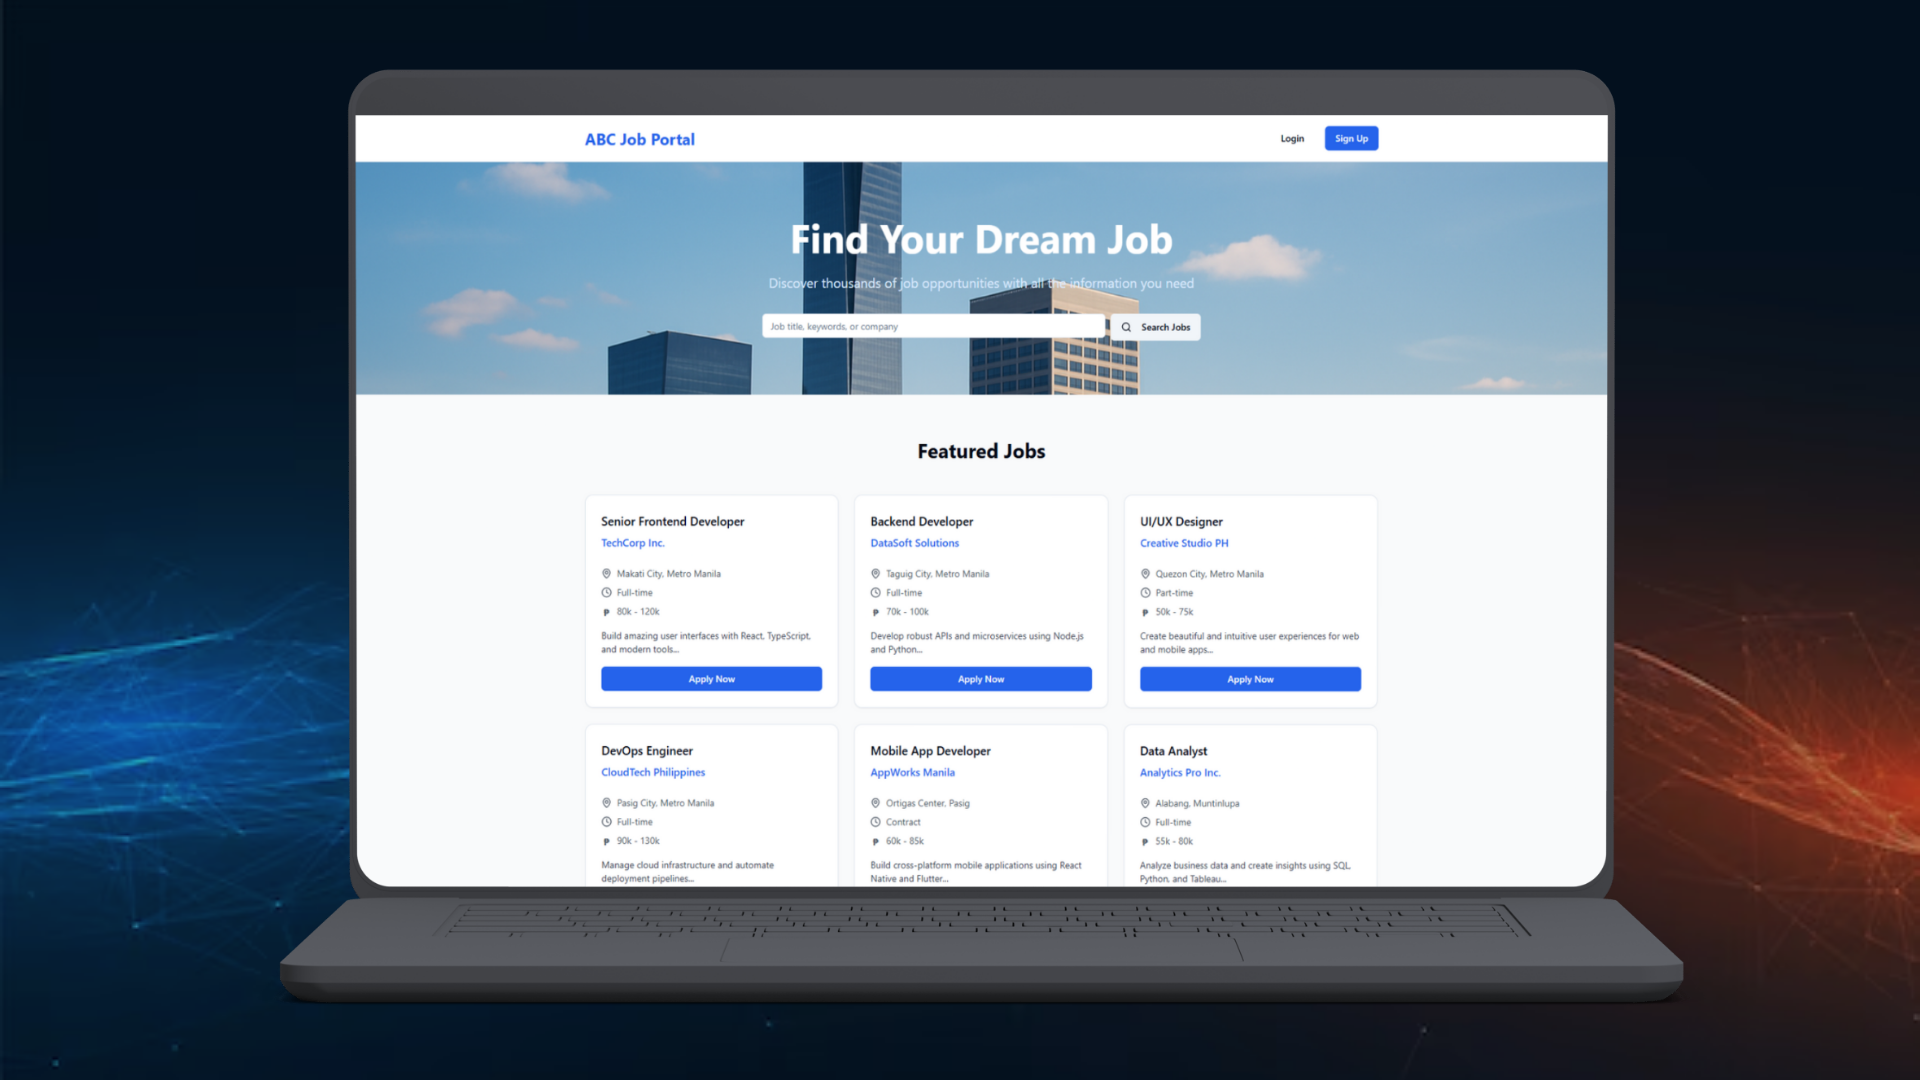 ABC Job Portal
Login
Sign Up
Find Your Dream Job
Discover thousands of job opportunities with all the information you need
Job title, keywords, or company
Search Jobs
Featured Jobs
Senior Frontend Developer
TechCorp Inc.
Makati City, Metro Manila
Full-time
₱ 80k - 120k
Build amazing user interfaces with React, TypeScript,
and modern tools...
Apply Now
Backend Developer
DataSoft Solutions
Taguig City, Metro Manila
Full-time
₱ 70k - 100k
Develop robust APIs and microservices using Node.js
and Python...
Apply Now
UI/UX Designer
Creative Studio PH
Quezon City, Metro Manila
Part-time
₱ 50k - 75k
Create beautiful and intuitive user experiences for web
and mobile apps...
Apply Now
DevOps Engineer
CloudTech Philippines
Pasig City, Metro Manila
Full-time
₱ 90k - 130k
Manage cloud infrastructure and automate
deployment pipelines...
Mobile App Developer
AppWorks Manila
Ortigas Center, Pasig
Contract
₱ 60k - 85k
Build cross-platform mobile applications using React
Native and Flutter...
Data Analyst
Analytics Pro Inc.
Alabang, Muntinlupa
Full-time
₱ 55k - 80k
Analyze business data and create insights using SQL,
Python, and Tableau...